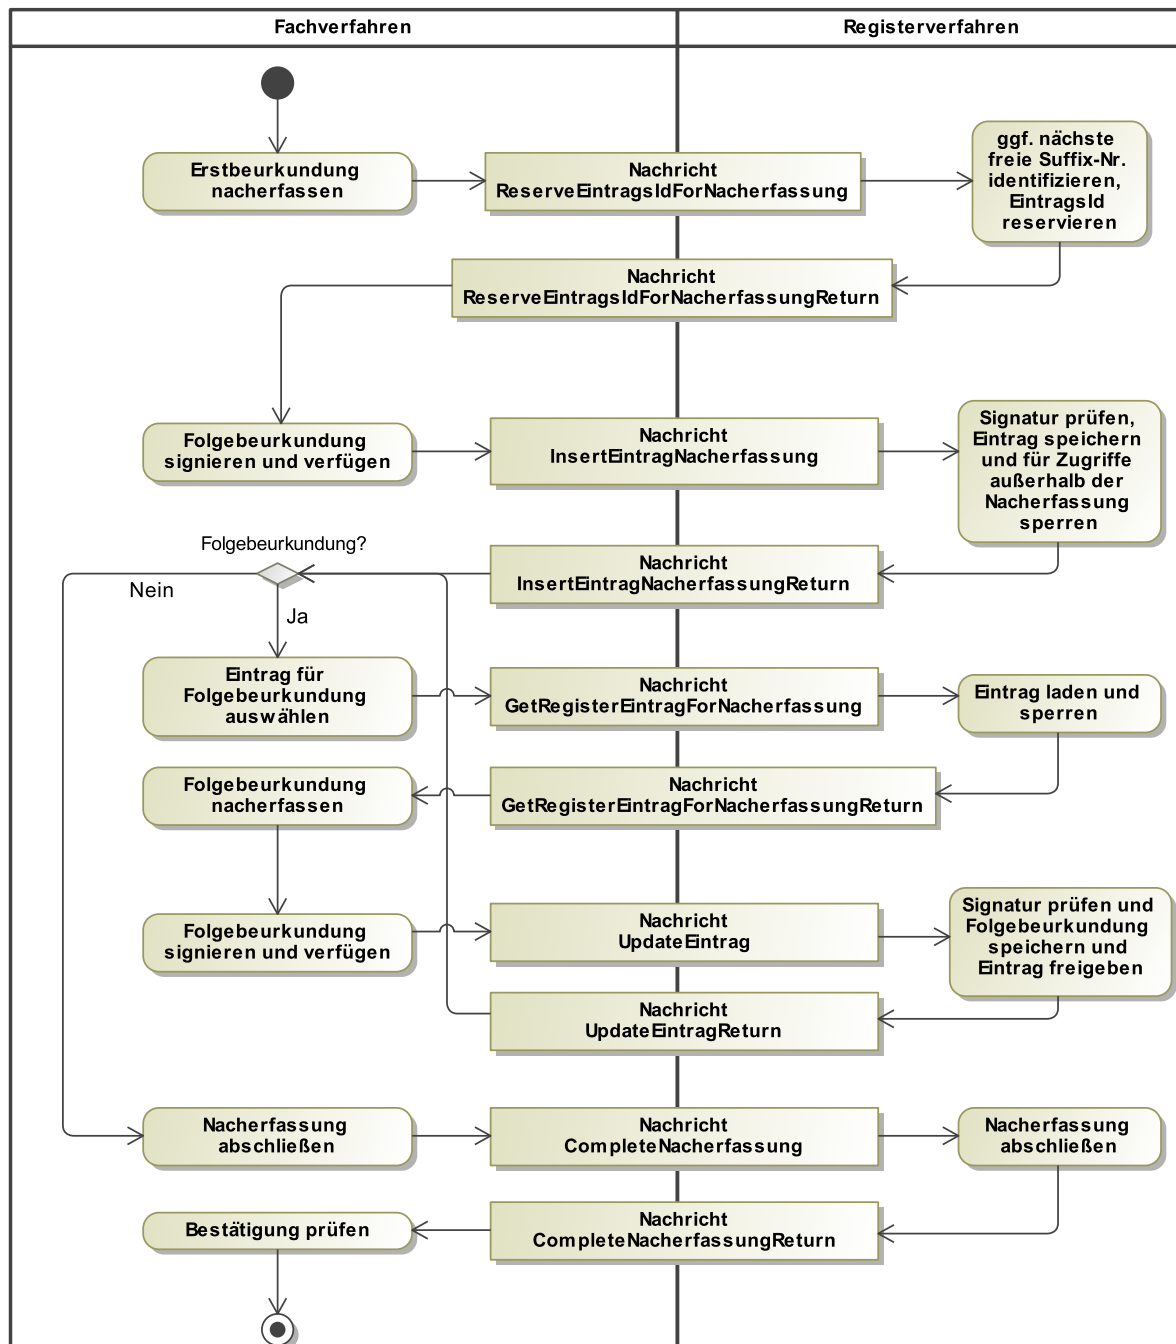 Fachverfahren
Registerverfahren
Erstbeurkundung
nacherfassen
Nachricht
ReserveEintragsIdForNacherfassung
ggf. nächste
freie Suffix-Nr.
identifizieren,
EintragsId
reservieren
Nachricht
ReserveEintragsIdForNacherfassungReturn
Folgebeurkundung
signieren und verfügen
Nachricht
InsertEintragNacherfassung
Signatur prüfen,
Eintrag speichern
und für Zugriffe
außerhalb der
Nacherfassung
sperren
Nachricht
InsertEintragNacherfassungReturn
Folgebeurkundung?
Nein
Ja
Eintrag für
Folgebeurkundung
auswählen
Nachricht
GetRegisterEintragForNacherfassung
Eintrag laden und
sperren
Nachricht
GetRegisterEintragForNacherfassungReturn
Folgebeurkundung
nacherfassen
Folgebeurkundung
signieren und verfügen
Nachricht
UpdateEintrag
Signatur prüfen und
Folgebeurkundung
speichern und
Eintrag freigeben
Nachricht
UpdateEintragReturn
Nacherfassung
abschließen
Nachricht
CompleteNacherfassung
Nacherfassung
abschließen
Nachricht
CompleteNacherfassungReturn
Bestätigung prüfen